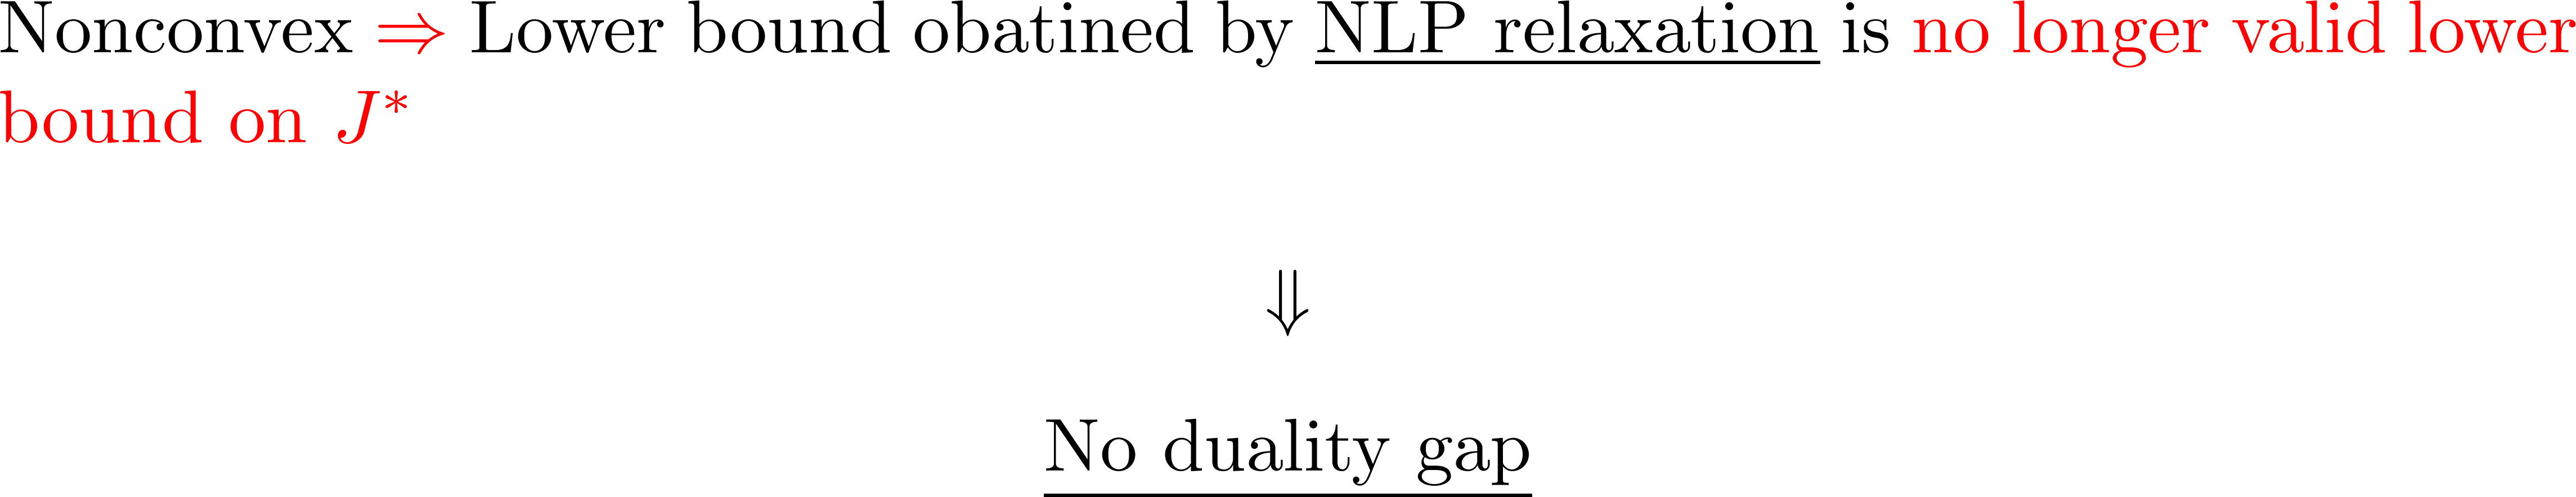 Nonconvex ⇒ Lower bound obatined by NLP relaxation is no longer valid lower
bound on J*
⇓
No duality gap